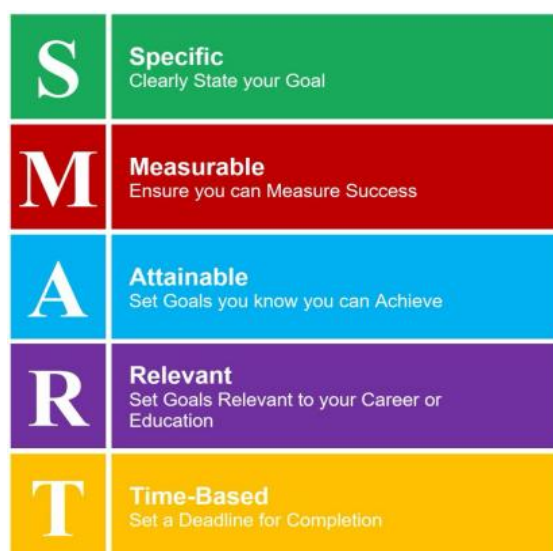 S
Specific
Clearly State your Goal
M
Measurable
Ensure you can Measure Success
A
Attainable
Set Goals you know you can Achieve
R
Relevant
Set Goals Relevant to your Career or
Education
T
Time-Based
Set a Deadline for Completion